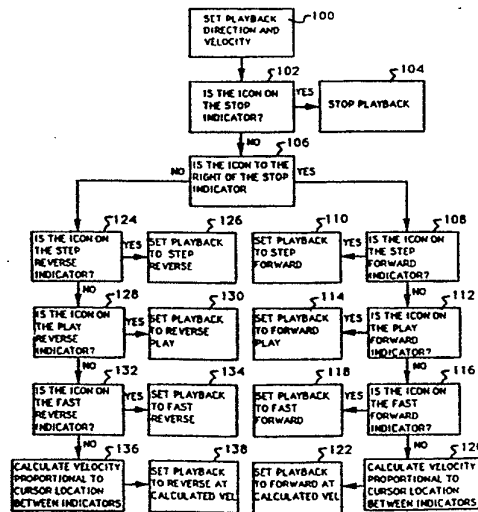 100
SET PLAYBACK
DIRECTION AND
VELOCITY
102
IS THE ICON ON
THE STOP
INDICATOR?
YES
104
STOP PLAYBACK
NO
106
IS THE ICON TO THE
RIGHT OF THE STOP
INDICATOR
NO
YES
124
IS THE ICON ON
THE STEP
REVERSE
INDICATOR?
YES
126
SET PLAYBACK
TO STEP
REVERSE
110
SET PLAYBACK
TO STEP
FORWARD
YES
108
IS THE ICON ON
THE STEP
FORWARD
INDICATOR?
NO
NO
128
IS THE ICON ON
THE PLAY
REVERSE
INDICATOR?
YES
130
SET PLAYBACK
TO REVERSE
PLAY
114
SET PLAYBACK
TO FORWARD
PLAY
YES
112
IS THE ICON ON
THE PLAY
FORWARD
INDICATOR?
NO
NO
132
IS THE ICON ON
THE FAST
REVERSE
INDICATOR?
YES
134
SET PLAYBACK
TO FAST
REVERSE
118
SET PLAYBACK
TO FAST
FORWARD
YES
116
IS THE ICON ON
THE FAST
FORWARD
INDICATOR?
NO
NO
136
CALCULATE VELOCITY
PROPORTIONAL TO
CURSOR LOCATION
BETWEEN INDICATORS
138
SET PLAYBACK
TO REVERSE AT
CALCULATED VEL
122
SET PLAYBACK
TO FORWARD AT
CALCULATED VEL
120
CALCULATE VELOCITY
PROPORTIONAL TO
CURSOR LOCATION
BETWEEN INDICATORS